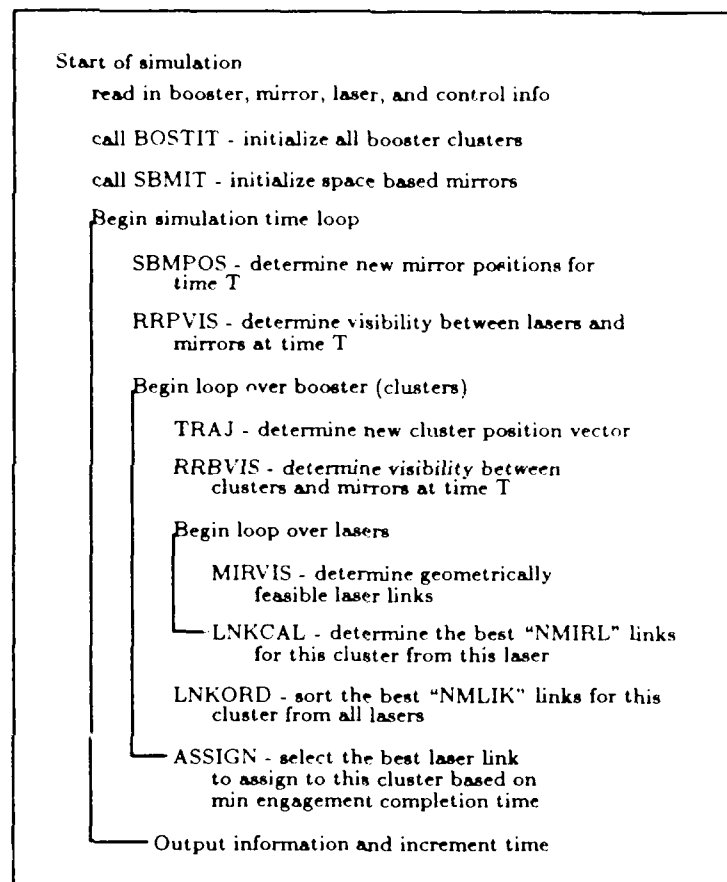 Start of simulation
read in booster, mirror, laser, and control info
call BOSTIT - initialize all booster clusters
call SBMIT - initialize space based mirrors
Begin simulation time loop
SBMPOS - determine new mirror positions for
time T
RRPVIS - determine visibility between lasers and
mirrors at time T
Begin loop over booster (clusters)
TRAJ - determine new cluster position vector
RRBVIS - determine visibility between
clusters and mirrors at time T
Begin loop over lasers
MIRVIS - determine geometrically
feasible laser links
LNKCAL - determine the best "NMIRL" links
for this cluster from this laser
LNKORD - sort the best "NMLIK" links for this
cluster from all lasers
ASSIGN - select the best laser link
to assign to this cluster based on
min engagement completion time
Output information and increment time